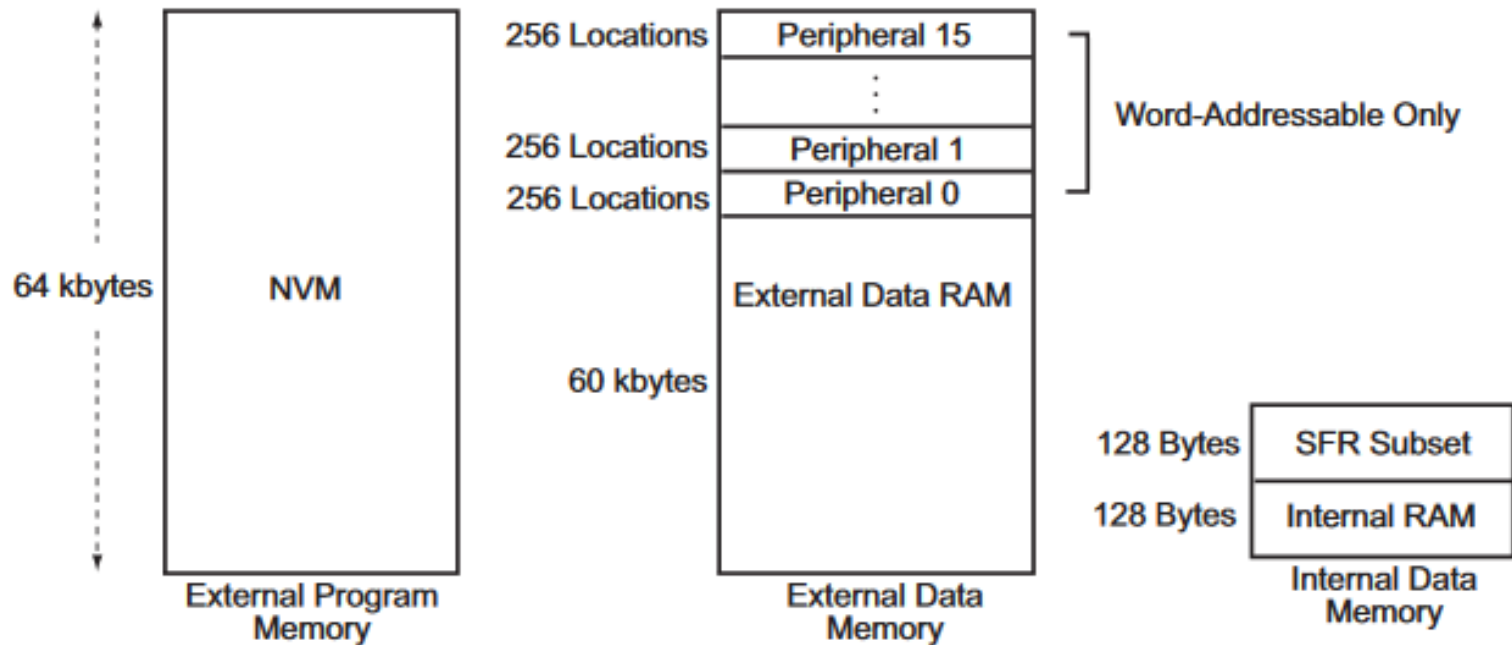 256 Locations
Peripheral 15
⋮
Word-Addressable Only
256 Locations
Peripheral 1
256 Locations
Peripheral 0
64 kbytes
NVM
External Data RAM
60 kbytes
128 Bytes
SFR Subset
128 Bytes
Internal RAM
External Program
Memory
External Data
Memory
Internal Data
Memory